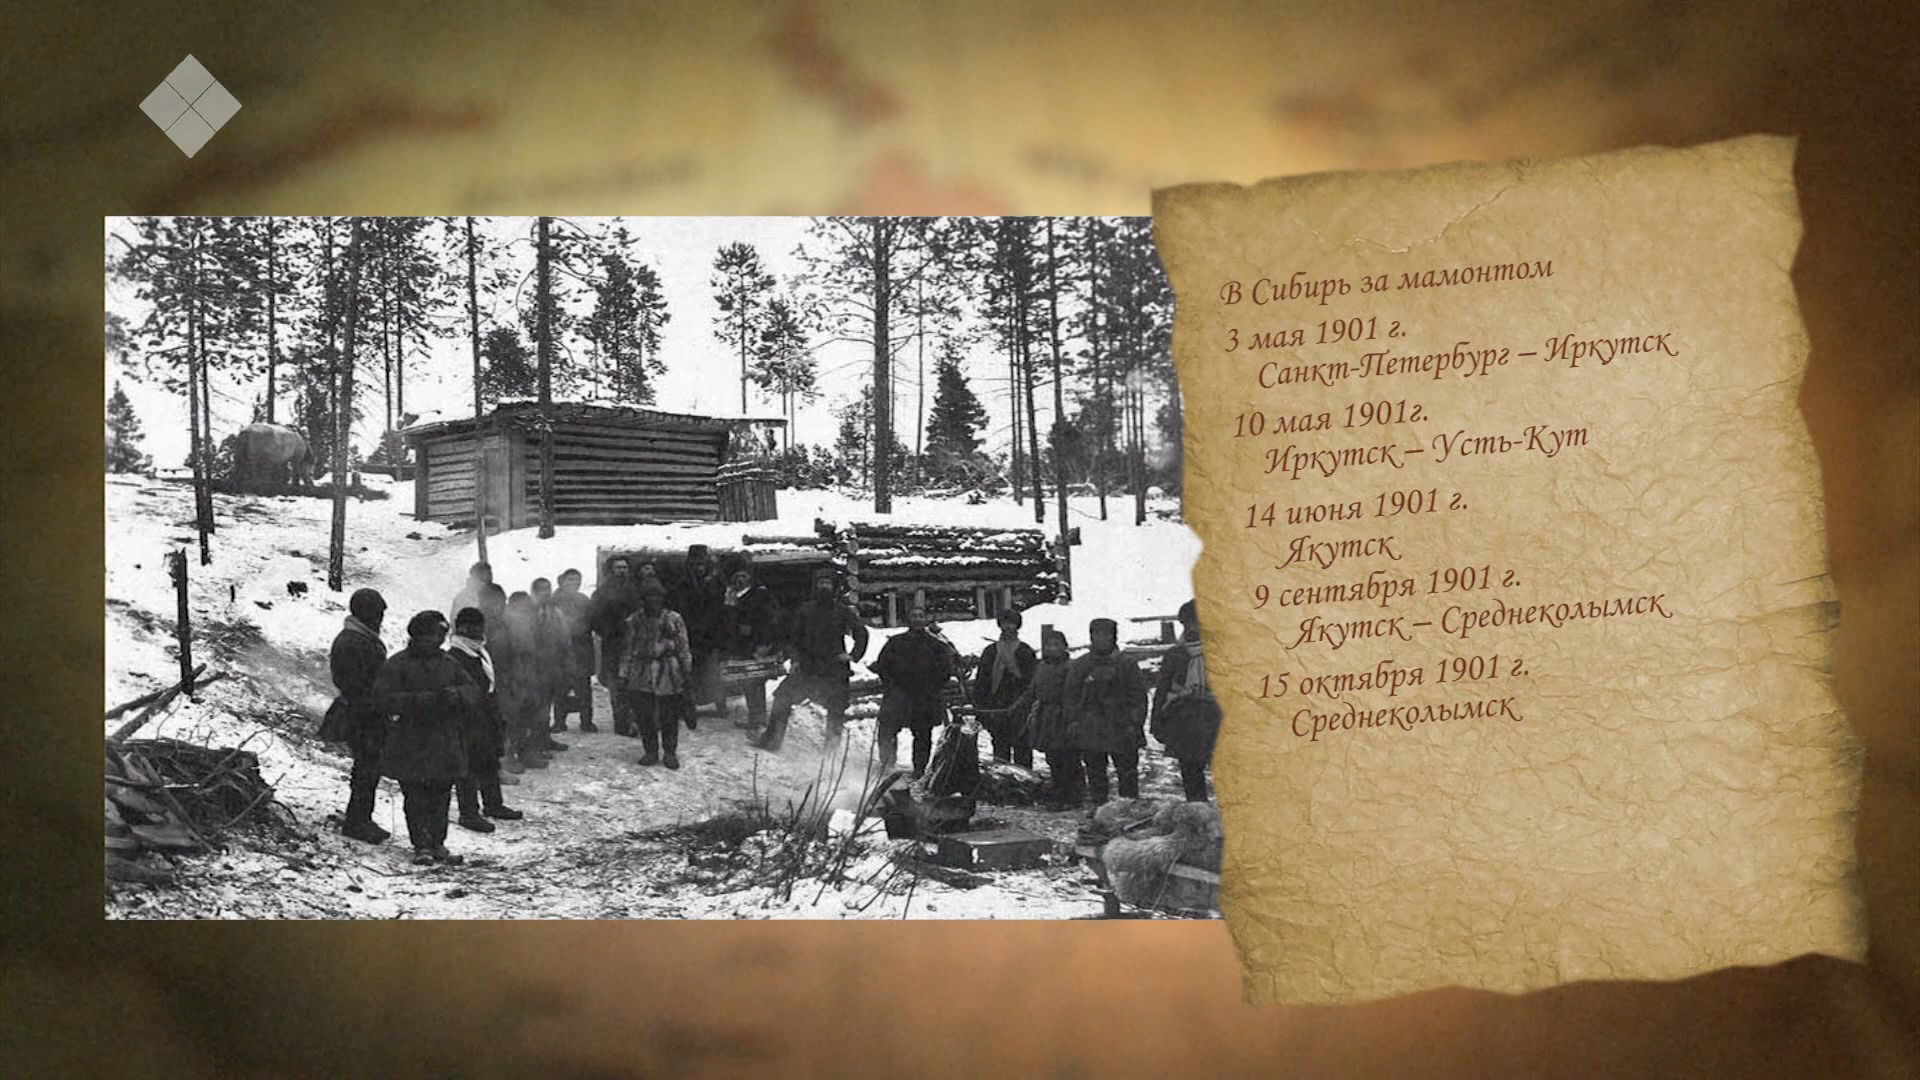 В Сибирь за мамонтом
3 мая 1901 г.
Санкт-Петербург – Иркутск
10 мая 1901г.
Иркутск – Усть-Кут
14 июня 1901 г.
Якутск
9 сентября 1901 г.
Якутск – Среднеколымск
15 октября 1901 г.
Среднеколымск